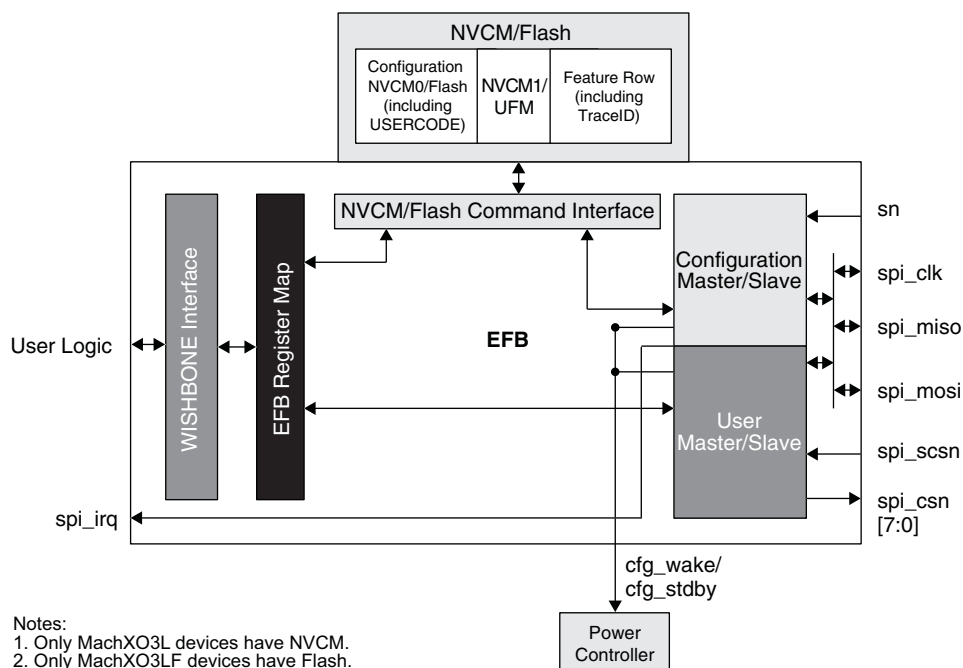 NVCM/Flash
Configuration
NVCM0/Flash
(including
USERCODE)
NVCM1/
UFM
Feature Row
(including
TraceID)
NVCM/Flash Command Interface
WISHBONE Interface
EFB Register Map
EFB
Configuration
Master/Slave
User
Master/Slave
User Logic
spi_irq
sn
spi_clk
spi_miso
spi_mosi
spi_scsn
spi_csn
[7:0]
cfg_wake/
cfg_stdby
Power
Controller
Notes:
1. Only MachXO3L devices have NVCM.
2. Only MachXO3LF devices have Flash.